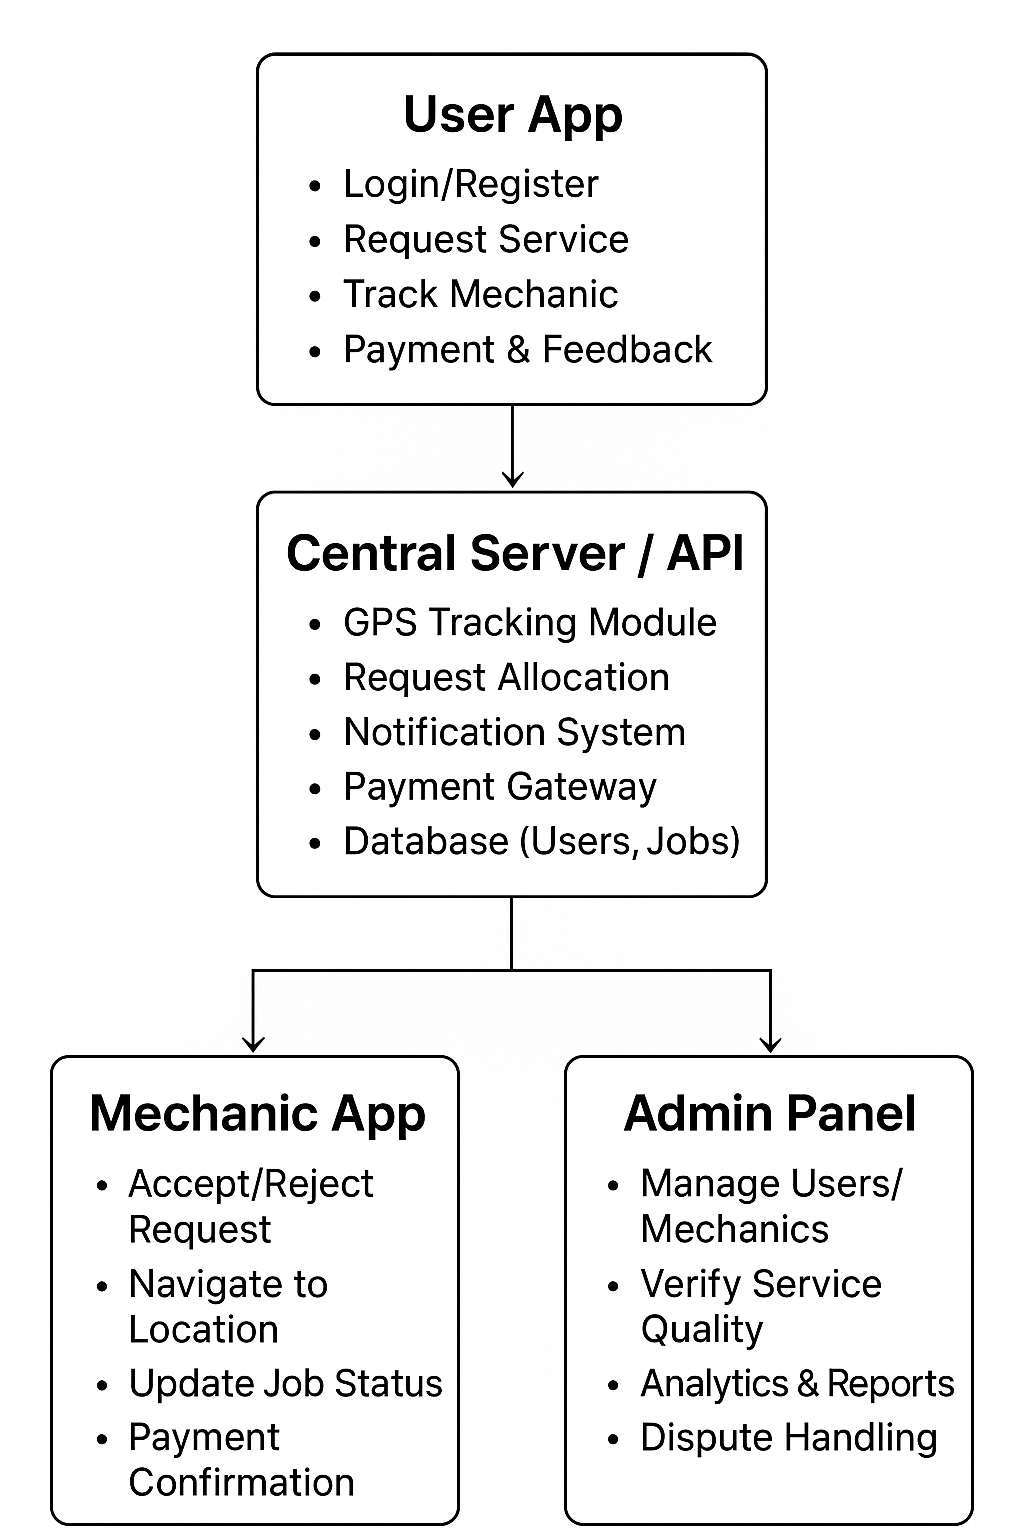 User App
• Login/Register
• Request Service
• Track Mechanic
• Payment & Feedback
Central Server / API
• GPS Tracking Module
• Request Allocation
• Notification System
• Payment Gateway
• Database (Users, Jobs)
Mechanic App
• Accept/Reject
Request
• Navigate to
Location
• Update Job Status
• Payment
Confirmation
Admin Panel
• Manage Users/
Mechanics
• Verify Service
Quality
• Analytics & Reports
• Dispute Handling